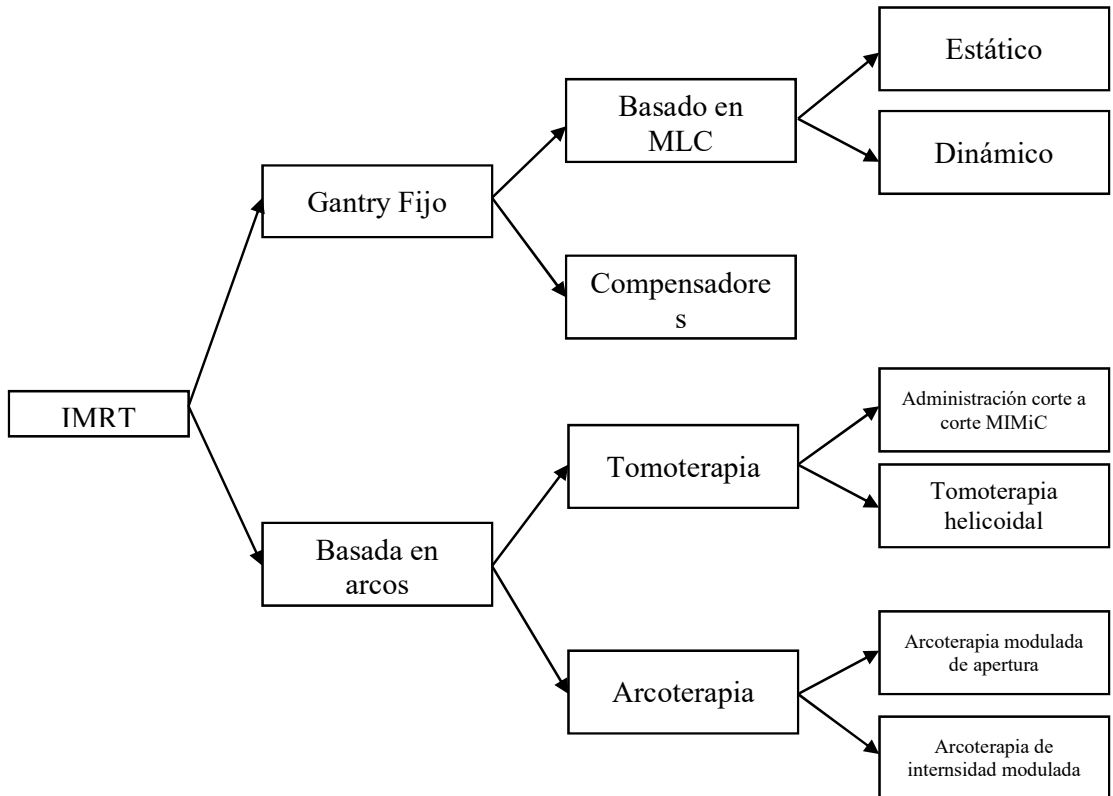 Estático
Basado en
MLC
Dinámico
Gantry Fijo
Compensadore
s
IMRT
Administración corte a
corte MIMiC
Tomoterapia
Tomoterapia
helicoidal
Basada en
arcos
Arcoterapia modulada
de apertura
Arcoterapia
Arcoterapia de
internsidad modulada